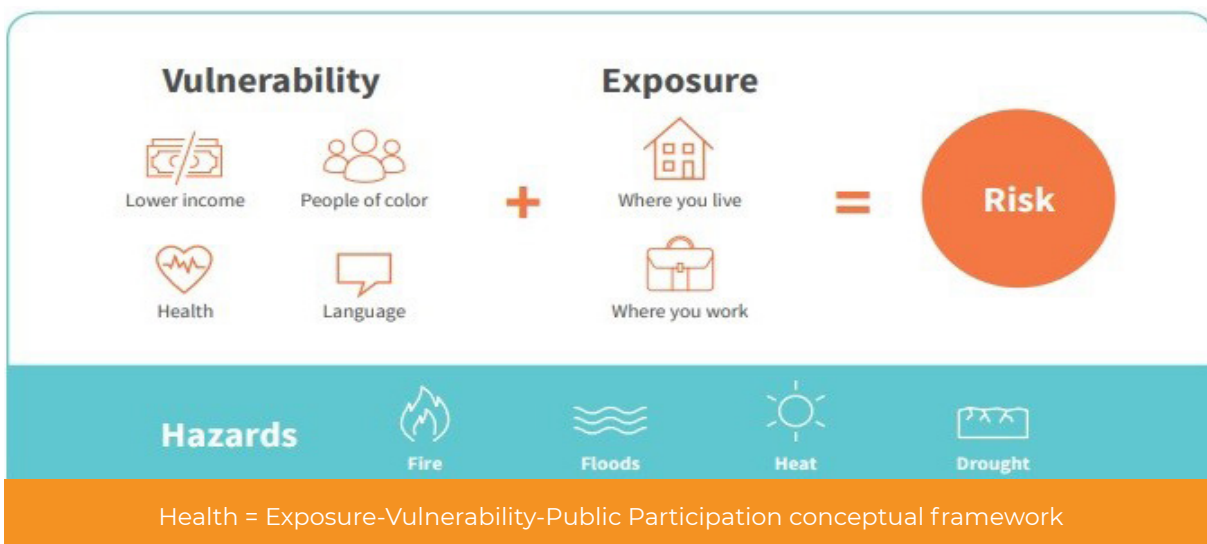 Vulnerability
Exposure
Lower income
People of color
+
Where you live
=
Risk
Health
Language
Where you work
Hazards
Fire
Floods
Heat
Drought
Health = Exposure-Vulnerability-Public Participation conceptual framework